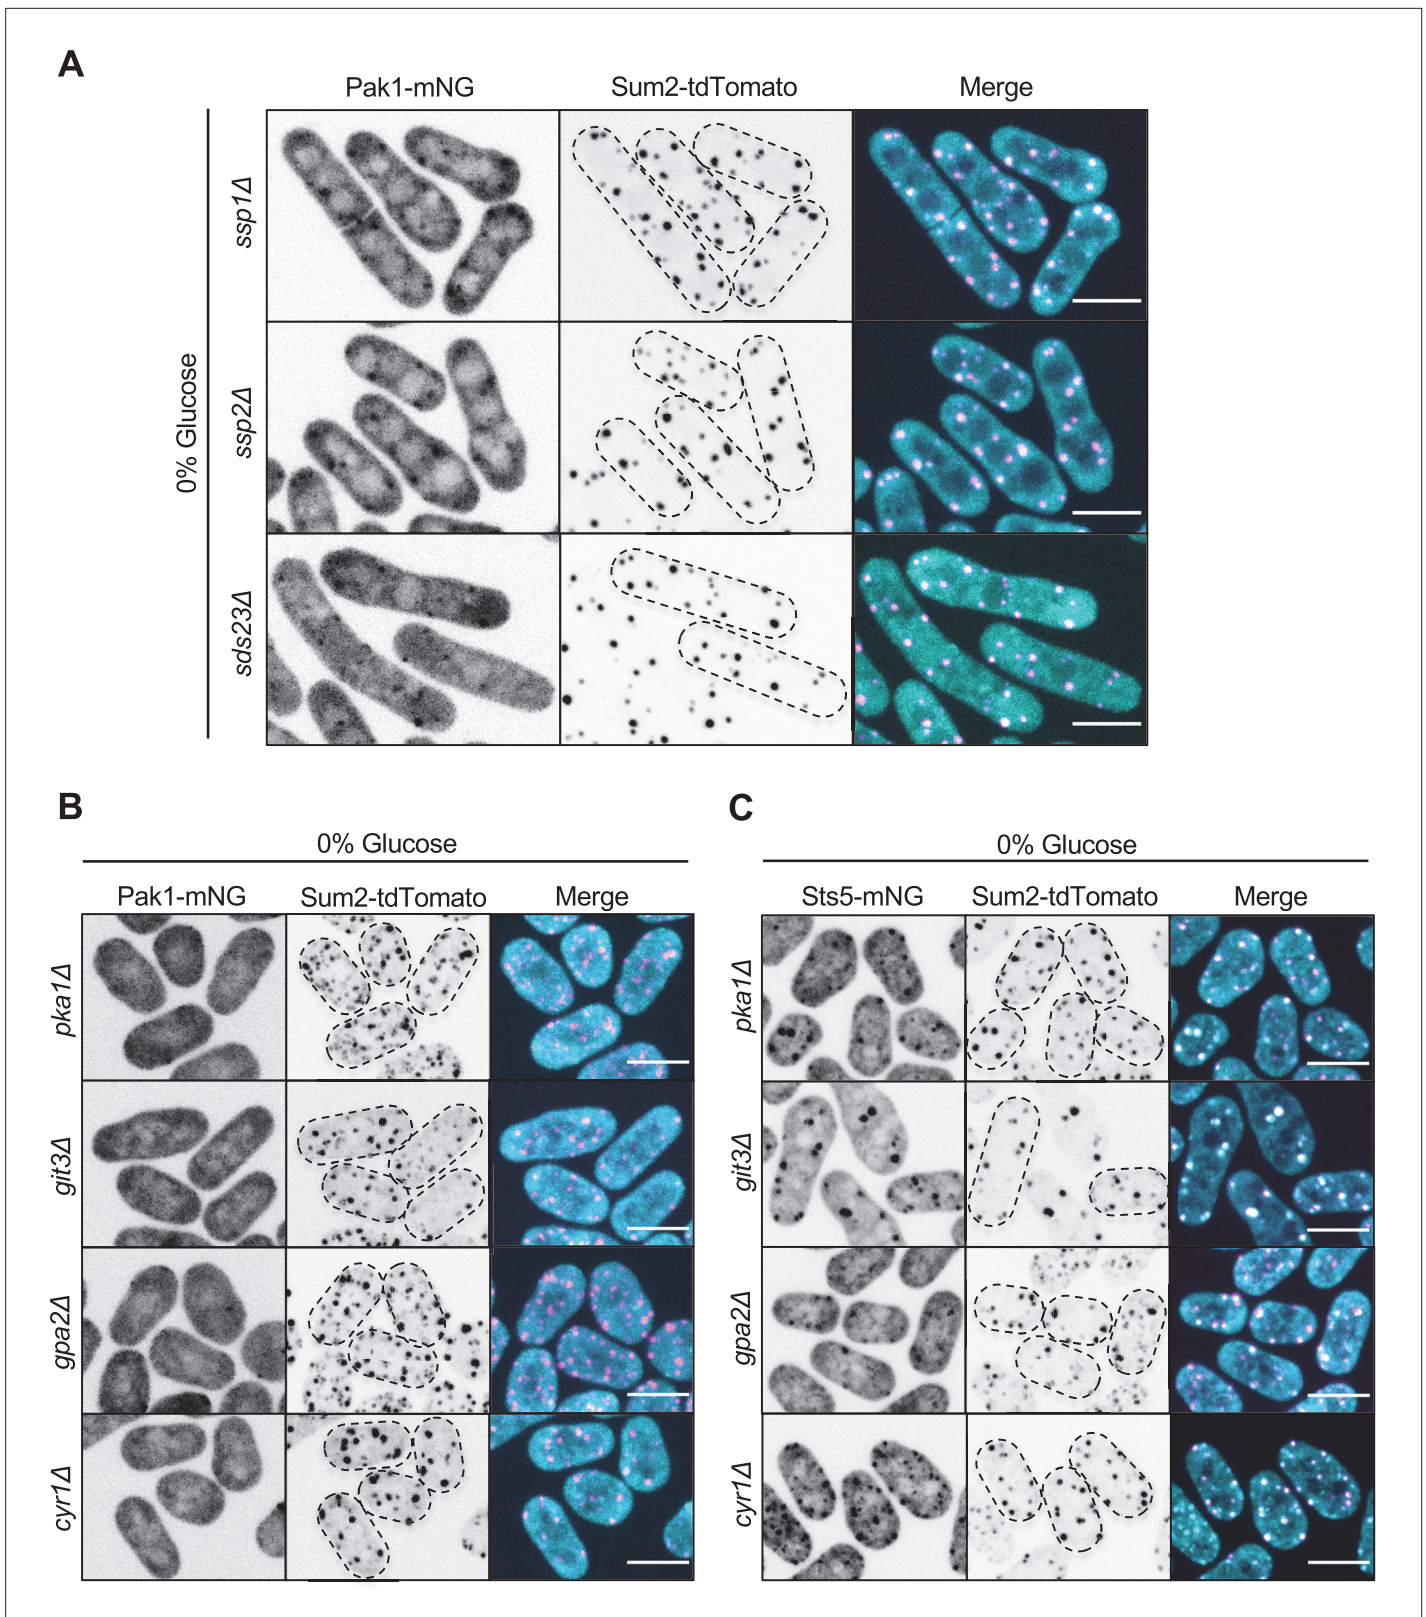 A
Pak1-mNG Sum2-tdTomato Merge
0% Glucose
ssp1Δ
ssp2Δ
sds23Δ
B
0% Glucose
Pak1-mNG Sum2-tdTomato Merge
pka1Δ
git3Δ
gpa2Δ
cyr1Δ
C
0% Glucose
Sts5-mNG Sum2-tdTomato Merge
pka1Δ
git3Δ
gpa2Δ
cyr1Δ